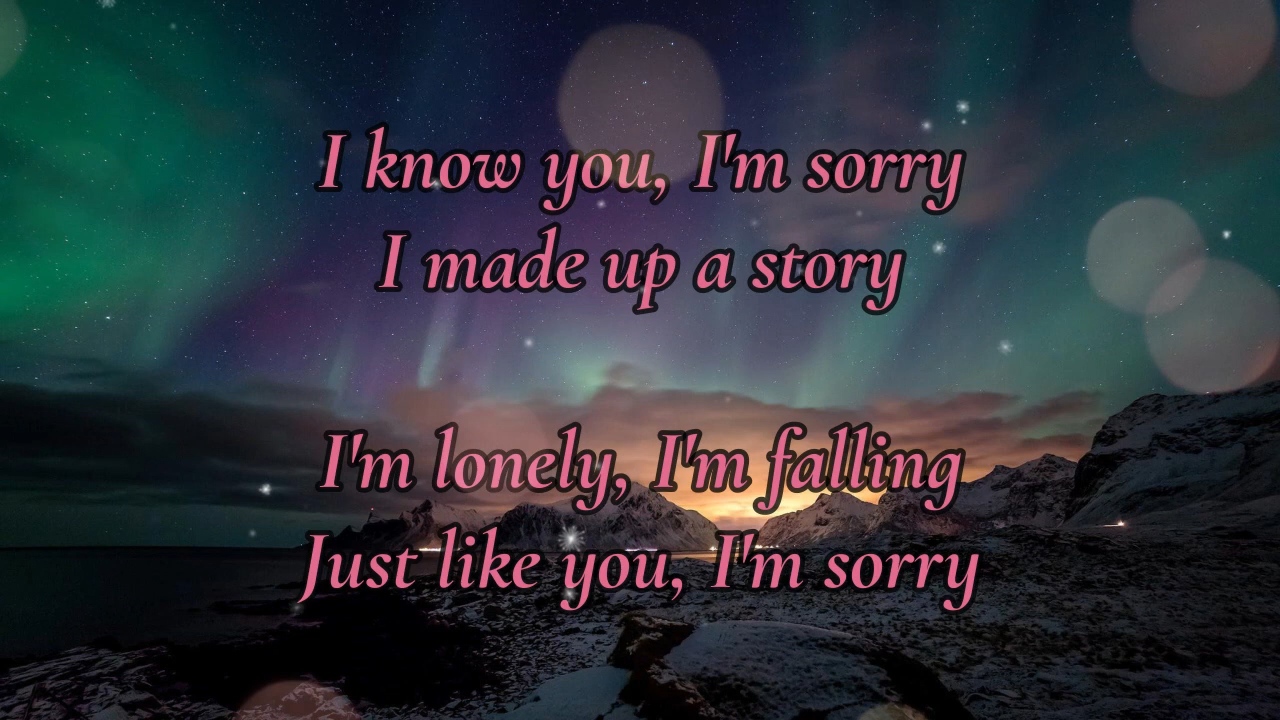 I know you, I'm sorry
I made up a story
I'm lonely, I'm falling
Just like you, I'm sorry